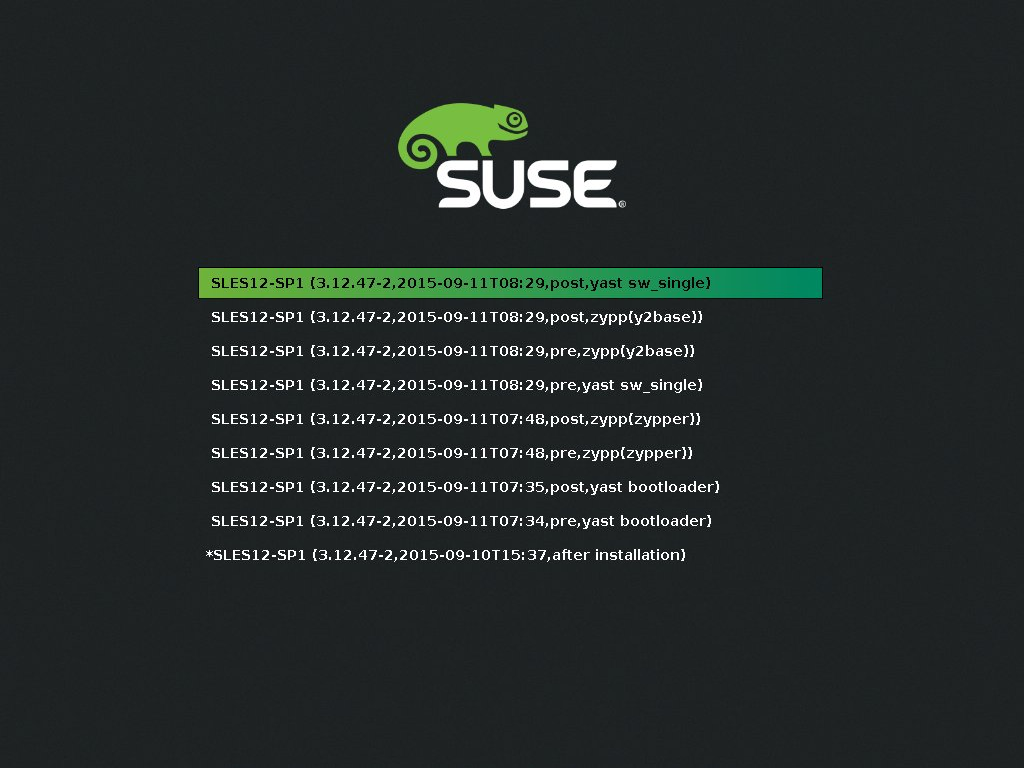 SUSE®
SLES12-SP1 (3.12.47-2,2015-09-11T08:29,post,yast sw_single)
SLES12-SP1 (3.12.47-2,2015-09-11T08:29,post,zypp(y2base))
SLES12-SP1 (3.12.47-2,2015-09-11T08:29,pre,zypp(y2base))
SLES12-SP1 (3.12.47-2,2015-09-11T08:29,pre,yast sw_single)
SLES12-SP1 (3.12.47-2,2015-09-11T07:48,post,zypp(zypper))
SLES12-SP1 (3.12.47-2,2015-09-11T07:48,pre,zypp(zypper))
SLES12-SP1 (3.12.47-2,2015-09-11T07:35,post,yast bootloader)
SLES12-SP1 (3.12.47-2,2015-09-11T07:34,pre,yast bootloader)
*SLES12-SP1 (3.12.47-2,2015-09-10T15:37,after installation)